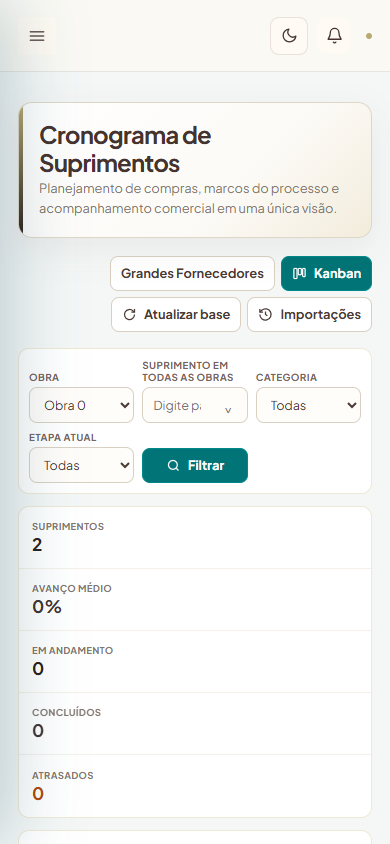 Cronograma de
Suprimentos
Planejamento de compras, marcos do processo e
acompanhamento comercial em uma única visão.
Grandes Fornecedores
Kanban
Atualizar base
Importações
OBRA
SUPRIMENTO EM
TODAS AS OBRAS
CATEGORIA
Obra 0
Digite pa
Todas
ETAPA ATUAL
Todas
Filtrar
SUPRIMENTOS
2
AVANÇO MÉDIO
0%
EM ANDAMENTO
0
CONCLUÍDOS
0
ATRASADOS
0